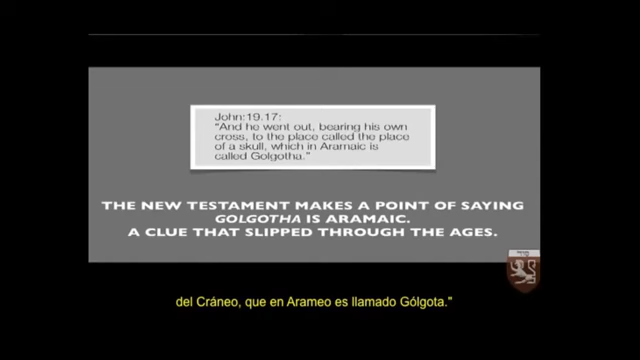 John:19.17:
"And he went out, bearing his own
cross, to the place called the place
of a skull, which in Aramaic is
called Golgotha."
THE NEW TESTAMENT MAKES A POINT OF SAYING
GOLGOTHA IS ARAMAIC.
A CLUE THAT SLIPPED THROUGH THE AGES.
del Cráneo, que en Arameo es llamado Gólgota."